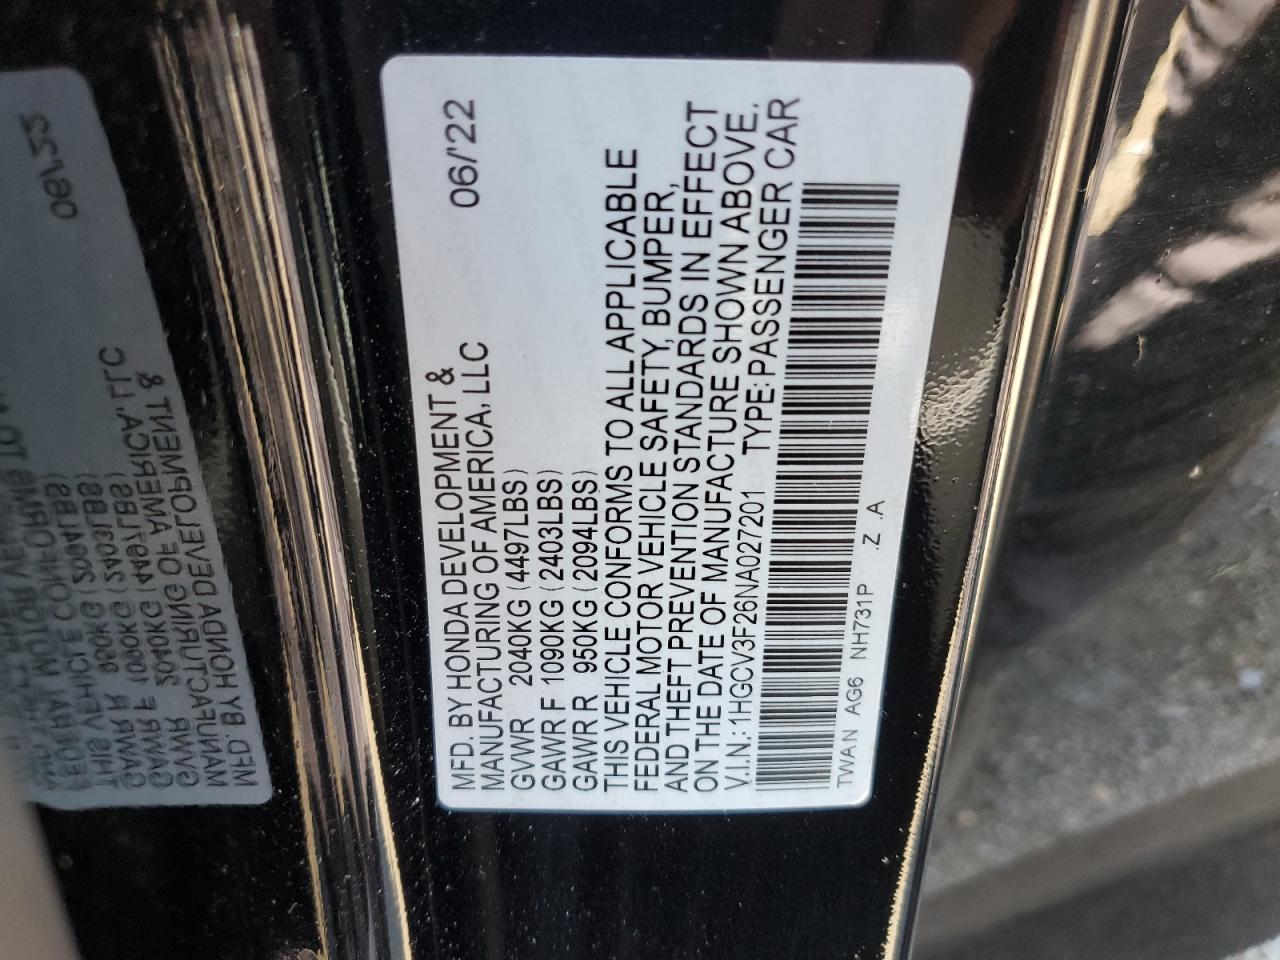 MFD. BY HONDA DEVELOPMENT & 06/'22
MANUFACTURING OF AMERICA, LLC
GVWR 2040KG (4497LBS)
GAWR F 1090KG (2403LBS)
GAWR R 950KG (2094LBS)
THIS VEHICLE CONFORMS TO ALL APPLICABLE
FEDERAL MOTOR VEHICLE SAFETY, BUMPER,
AND THEFT PREVENTION STANDARDS IN EFFECT
ON THE DATE OF MANUFACTURE SHOWN ABOVE.
V.I.N.: 1HGCV3F26NA027201 TYPE: PASSENGER CAR
TWA N AG6 NH731P .Z .A